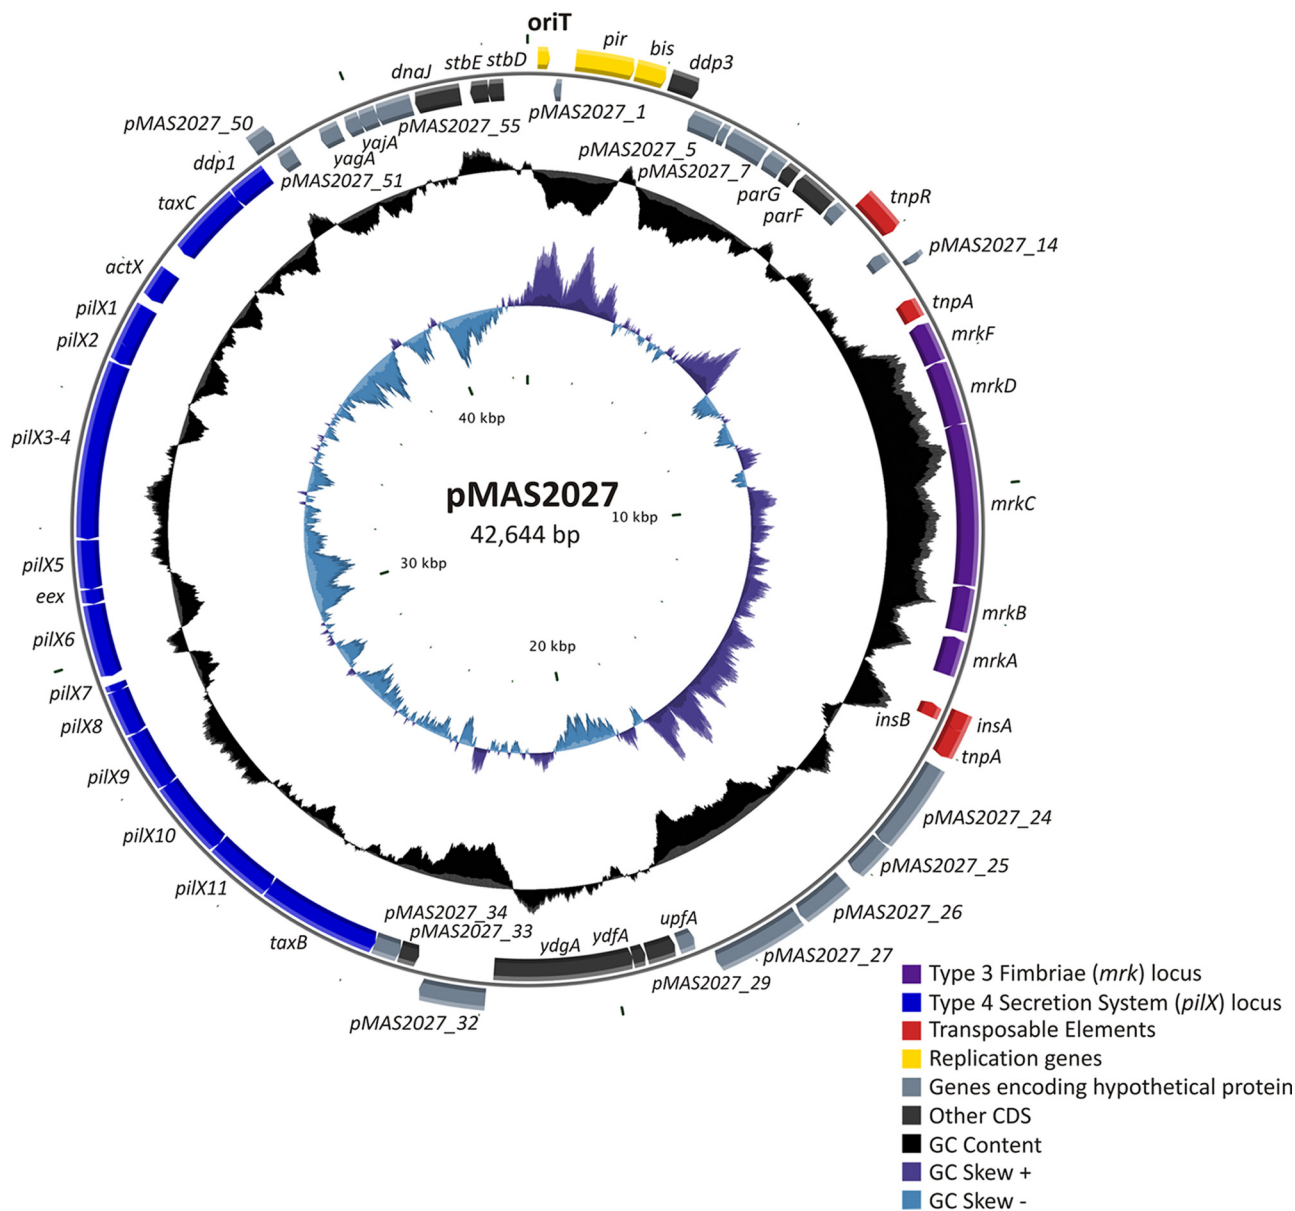 oriT
pir
bis
ddp3
stbD
stbE
dnaJ
pMAS2027_1
pMAS2027_55
pMAS2027_50
yajA
yagA
ddp1
pMAS2027_51
pMAS2027_5
pMAS2027_7
parG
parF
tnpR
pMAS2027_14
taxC
actX
pilX1
pilX2
tnpA
mrkF
mrkD
40 kbp
pilX3-4
pMAS2027
42,644 bp
10 kbp
mrkC
pilX5
30 kbp
eex
mrkB
pilX6
20 kbp
mrkA
pilX7
pilX8
insB
insA
tnpA
pilX9
pilX10
pMAS2027_24
pMAS2027_25
pilX11
pMAS2027_34
pMAS2027_33
pMAS2027_26
taxB
ydgA
ydfA
upfA
pMAS2027_27
pMAS2027_29
pMAS2027_32
Type 3 Fimbriae (mrk) locus
Type 4 Secretion System (pilX) locus
Transposable Elements
Replication genes
Genes encoding hypothetical protein
Other CDS
GC Content
GC Skew +
GC Skew -